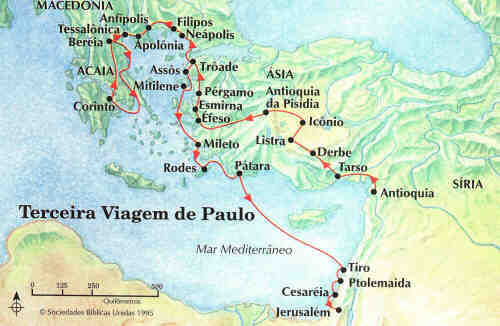 MACEDÔNIA
Anfípolis
Filipos
Tessalônica
Neápolis
Beréia
Apolônia
Trôade
ACAIA
Assôs
ÁSIA
Mitilene
Pérgamo
Antioquia
da Pisídia
Corinto
Esmirna
Éfeso
Icônio
Mileto
Listra
Derbe
Rodes
Pátara
Tarso
SÍRIA
Antioquia
Terceira Viagem de Paulo
Mar Mediterrâneo
Tiro
Ptolemaida
Cesaréia
Jerusalém
0 125 250
Quilômetros
© Sociedades Bíblicas Unidas 1995